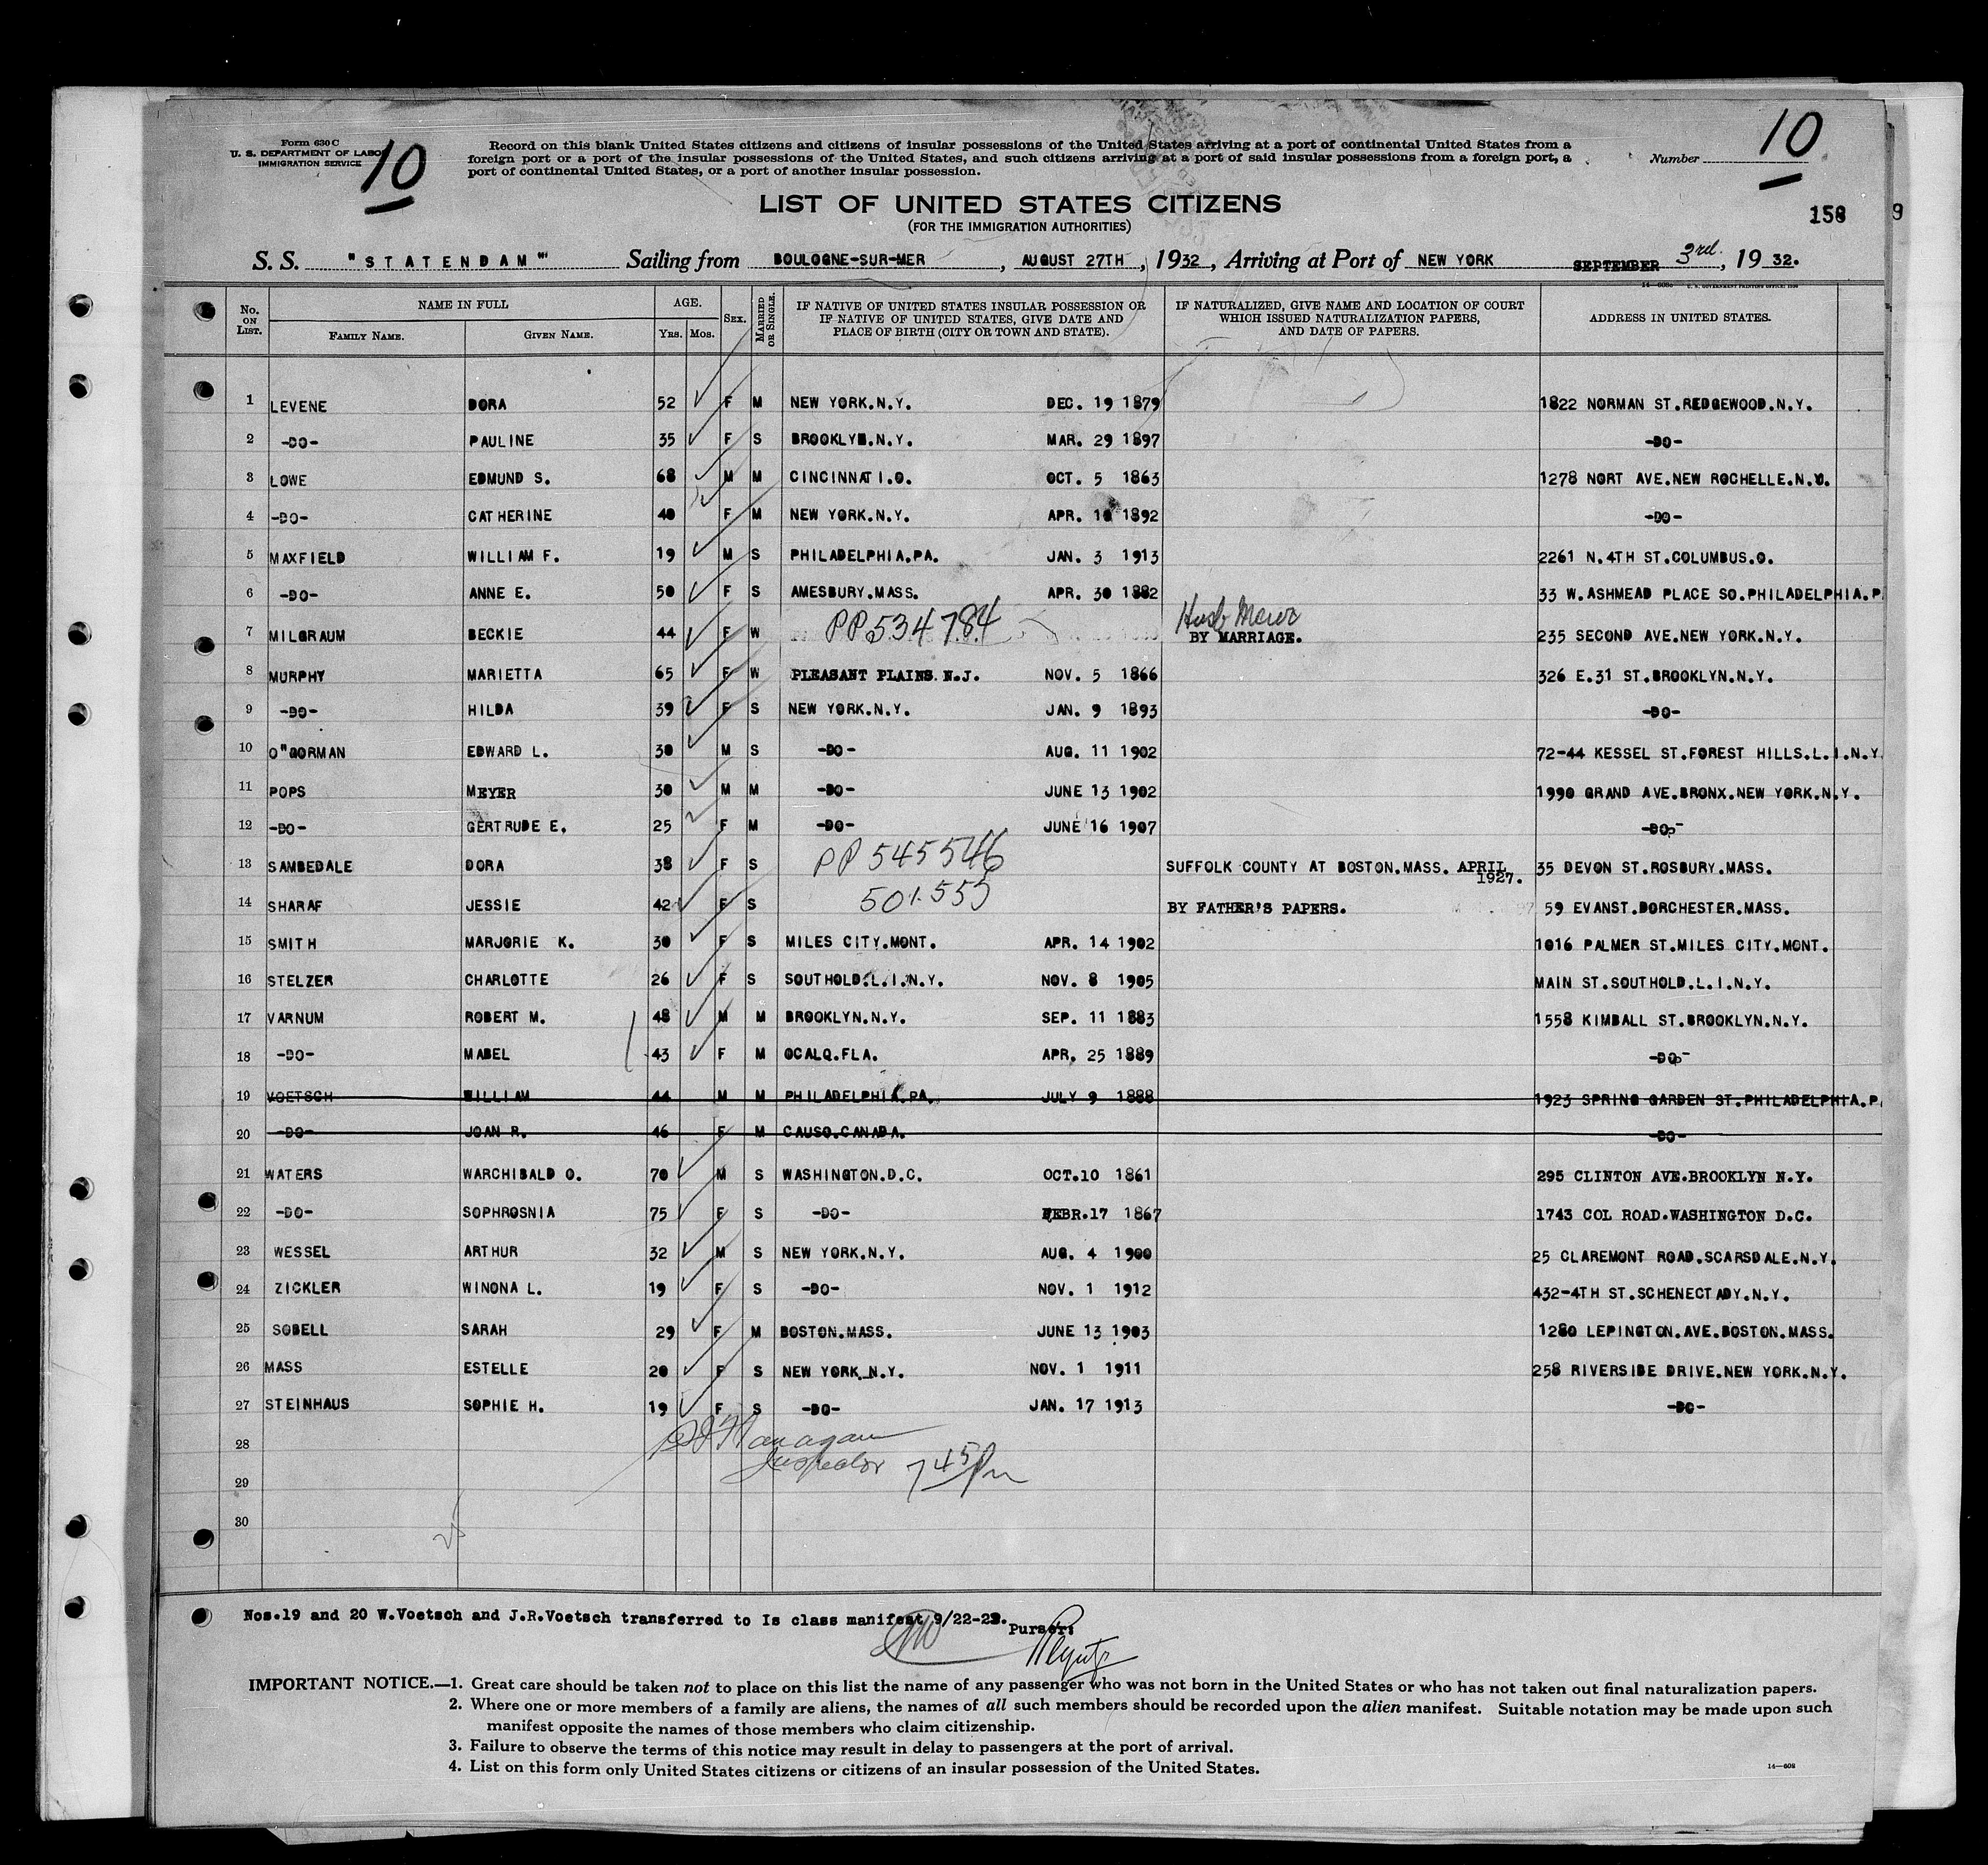 Form 630 C
U. S. DEPARTMENT OF LABOR
IMMIGRATION SERVICE
10
Record on this blank United States citizens and citizens of insular possessions of the United States arriving at a port of continental United States from a
foreign port or a port of the insular possessions of the United States, and such citizens arriving at a port of said insular possessions from a foreign port, a
port of continental United States, or a port of another insular possession.
Number 10
LIST OF UNITED STATES CITIZENS
(FOR THE IMMIGRATION AUTHORITIES)
158 9
S. S. "STATENDAM" Sailing from BOULOGNE-SUR-MER, AUGUST 27TH, 1932, Arriving at Port of NEW YORK SEPTEMBER 3rd, 1932.
No. ON LIST. NAME IN FULL FAMILY NAME. GIVEN NAME. AGE. YRS. MOS. SEX. MARRIED OR SINGLE. IF NATIVE OF UNITED STATES INSULAR POSSESSION OR IF NATIVE OF UNITED STATES, GIVE DATE AND PLACE OF BIRTH (CITY OR TOWN AND STATE). IF NATURALIZED, GIVE NAME AND LOCATION OF COURT WHICH ISSUED NATURALIZATION PAPERS, AND DATE OF PAPERS. ADDRESS IN UNITED STATES.
1 LEVENE DORA 52 F M NEW YORK.N.Y. DEC. 19 1879 1822 NORMAN ST.REDGEWOOD.N.Y.
2 -DO- PAULINE 35 F S BROOKLYN.N.Y. MAR. 29 1897 -DO-
3 LOWE EDMUND S. 68 M M CINCINNATI.O. OCT. 5 1863 1278 NORT AVE.NEW ROCHELLE.N.Y.
4 -DO- CATHERINE 40 F M NEW YORK.N.Y. APR. 10 1892 -DO-
5 MAXFIELD WILLIAM F. 19 M S PHILADELPHIA.PA. JAN. 3 1913 2261 N.4TH ST.COLUMBUS.O.
6 -DO- ANNE E. 50 F S AMESBURY.MASS. APR. 30 1882 33 W.ASHMEAD PLACE SO.PHILADELPHIA.P
7 MILGRAUM BECKIE 44 F W PP 534784 BY MARRIAGE. 235 SECOND AVE.NEW YORK.N.Y.
8 MURPHY MARIETTA 65 F W PLEASANT PLAINS N.J. NOV. 5 1866 326 E.31 ST.BROOKLYN.N.Y.
9 -DO- HILDA 39 F S NEW YORK.N.Y. JAN. 9 1893 -DO-
10 O"GORMAN EDWARD L. 30 M S -DO- AUG. 11 1902 72-44 KESSEL ST.FOREST HILLS.L.I.N.Y
11 POPS MEYER 30 M M -DO- JUNE 13 1902 1990 GRAND AVE.BRONX.NEW YORK.N.Y.
12 -DO- GERTRUDE E. 25 F M -DO- JUNE 16 1907 -DO-
13 SAMBEDALE DORA 38 F S PP 545546 SUFFOLK COUNTY AT BOSTON.MASS. APRIL 1927. 35 DEVON ST.ROSBURY.MASS.
14 SHARAF JESSIE 42 F S 501.555 BY FATHER'S PAPERS. 59 EVANST.DORCHESTER.MASS.
15 SMITH MARJORIE K. 30 F S MILES CITY.MONT. APR. 14 1902 1016 PALMER ST.MILES CITY.MONT.
16 STELZER CHARLOTTE 26 F S SOUTHOLD.L.I.N.Y. NOV. 8 1905 MAIN ST.SOUTHOLD.L.I.N.Y.
17 VARNUM ROBERT M. 48 M M BROOKLYN.N.Y. SEP. 11 1883 1558 KIMBALL ST.BROOKLYN.N.Y.
18 -DO- MABEL 43 F M OCALQ.FLA. APR. 25 1889 -DO-
19 VOETSCH WILLIAM 44 M M PHILADELPHIA.PA. JULY 9 1888 1923 SPRING GARDEN ST.PHILADELPHIA.P
20 -DO- JOAN R. 46 F M CAUSO.CANADA. -DO-
21 WATERS WARCHIBALD O. 70 M S WASHINGTON.D.C. OCT.10 1861 295 CLINTON AVE.BROOKLYN N.Y.
22 -DO- SOPHROSNIA 75 F S -DO- FEBR.17 1867 1743 COL ROAD.WASHINGTON D.C.
23 WESSEL ARTHUR 32 M S NEW YORK.N.Y. AUG. 4 1900 25 CLAREMONT ROAD.SCARSDALE.N.Y.
24 ZICKLER WINONA L. 19 F S -DO- NOV. 1 1912 432-4TH ST.SCHENECTADY.N.Y.
25 SOBELL SARAH 29 F M BOSTON.MASS. JUNE 13 1903 1280 LEPINGTON.AVE.BOSTON.MASS.
26 MASS ESTELLE 20 F S NEW YORK.N.Y. NOV. 1 1911 258 RIVERSIDE DRIVE.NEW YORK.N.Y.
27 STEINHAUS SOPHIE H. 19 F S -DO- JAN. 17 1913 -DO-
28 Flanagan
29 Inspector 7 45 Pm
30
25
Nos.19 and 20 W.Voetsch and J.R.Voetsch transferred to Is class manifest 9/22-23.
Purser:
IMPORTANT NOTICE.—1. Great care should be taken not to place on this list the name of any passenger who was not born in the United States or who has not taken out final naturalization papers.
2. Where one or more members of a family are aliens, the names of all such members should be recorded upon the alien manifest. Suitable notation may be made upon such
manifest opposite the names of those members who claim citizenship.
3. Failure to observe the terms of this notice may result in delay to passengers at the port of arrival.
4. List on this form only United States citizens or citizens of an insular possession of the United States.
14—608